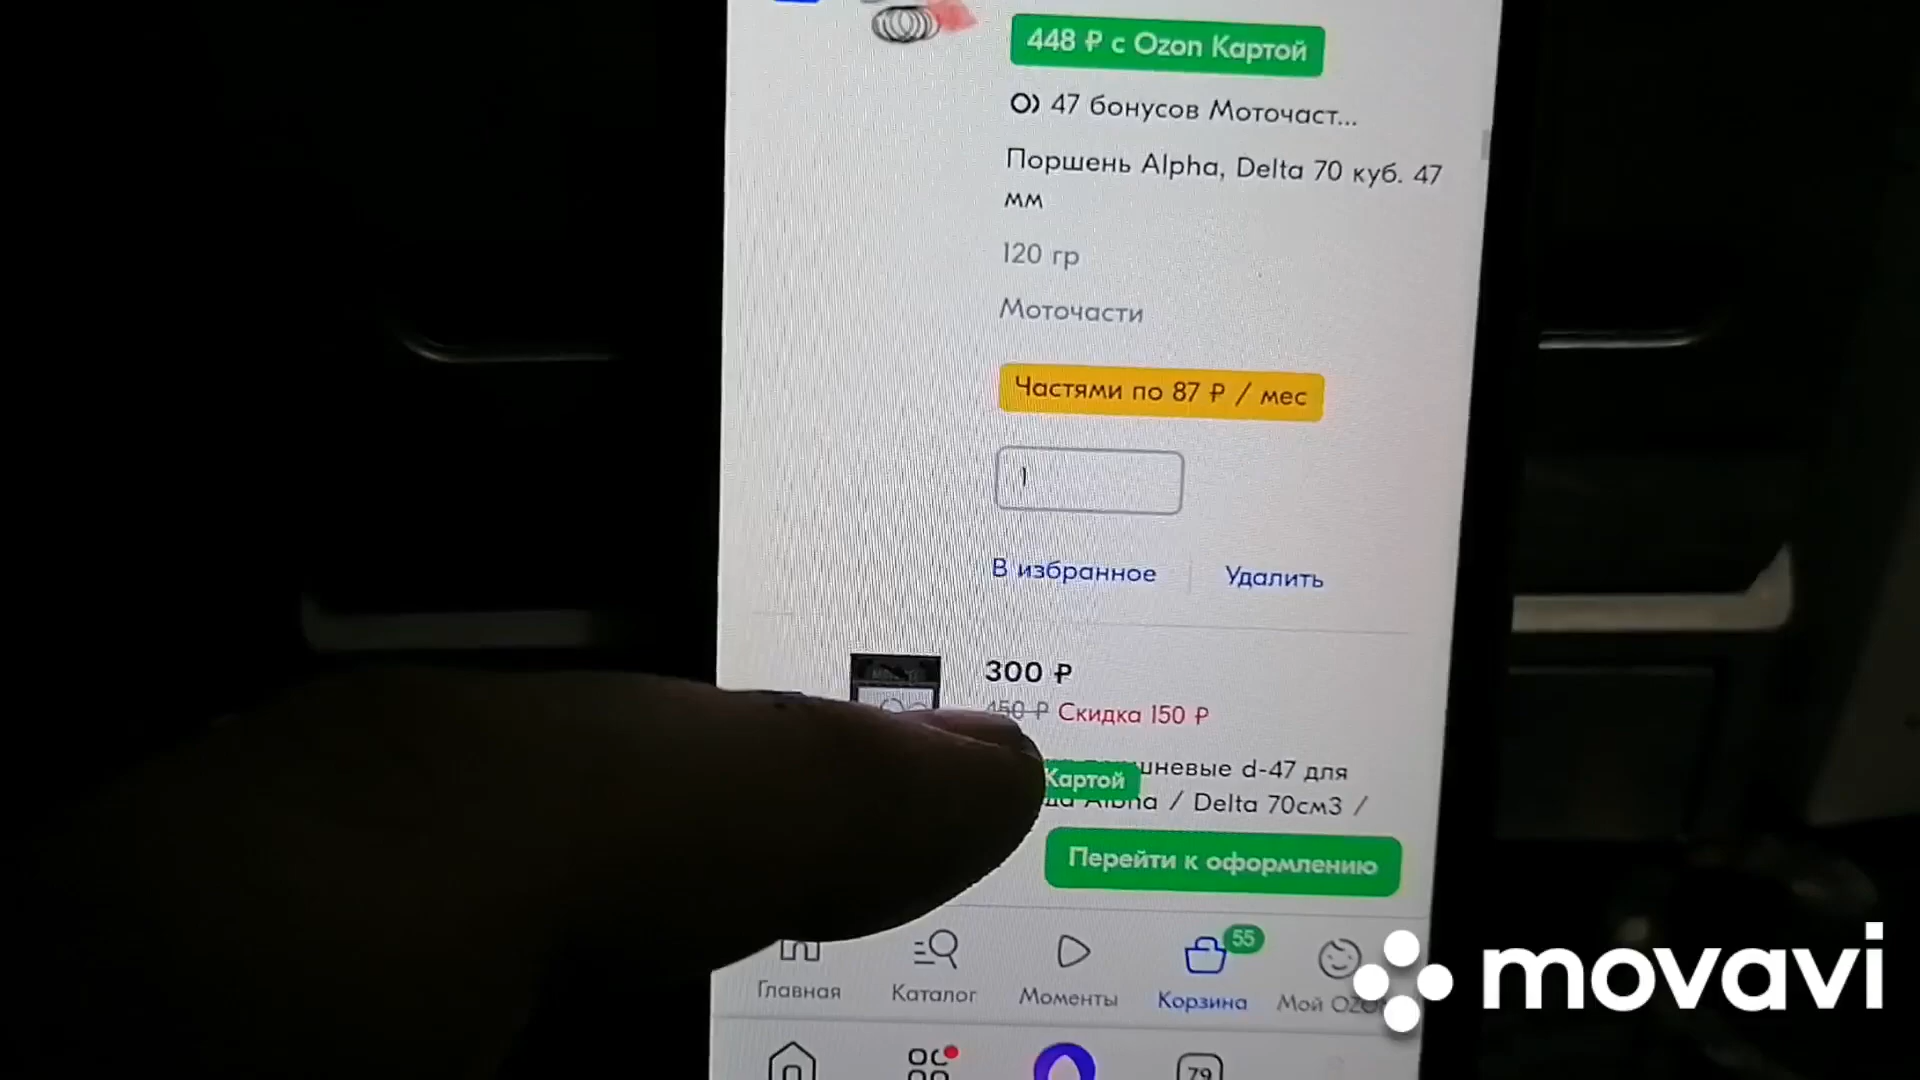 448 ₽ с Ozon Картой
47 бонусов Моточаст...
Поршень Alpha, Delta 70 куб. 47
мм
120 гр
Моточасти
Частями по 87 ₽ / мес
1
В избранное
Удалить
300 ₽
450 ₽ Скидка 150 ₽
d-47 для
Картой
/ Delta 70см3 /
Перейти к оформлению
55
Главная
Каталог
Моменты
Корзина
Мой
79
movavi